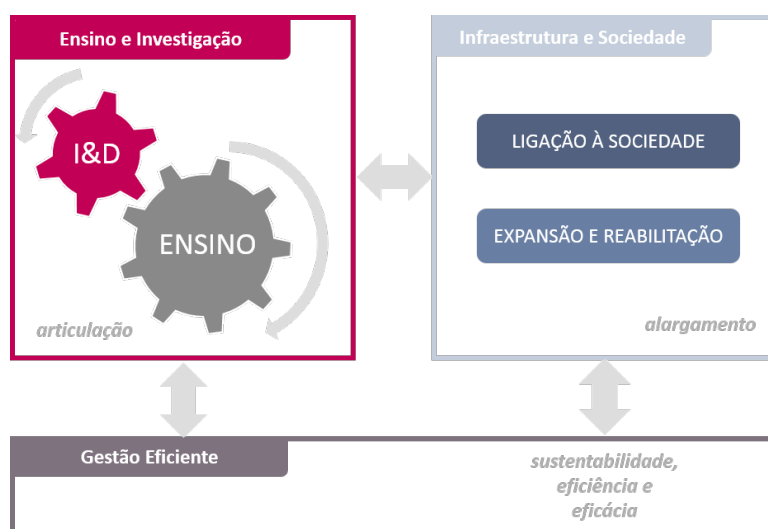 Ensino e Investigação
I&D
ENSINO
articulação
Infraestrutura e Sociedade
LIGAÇÃO À SOCIEDADE
EXPANSÃO E REABILITAÇÃO
alargamento
Gestão Eficiente
sustentabilidade,
eficiência e
eficácia